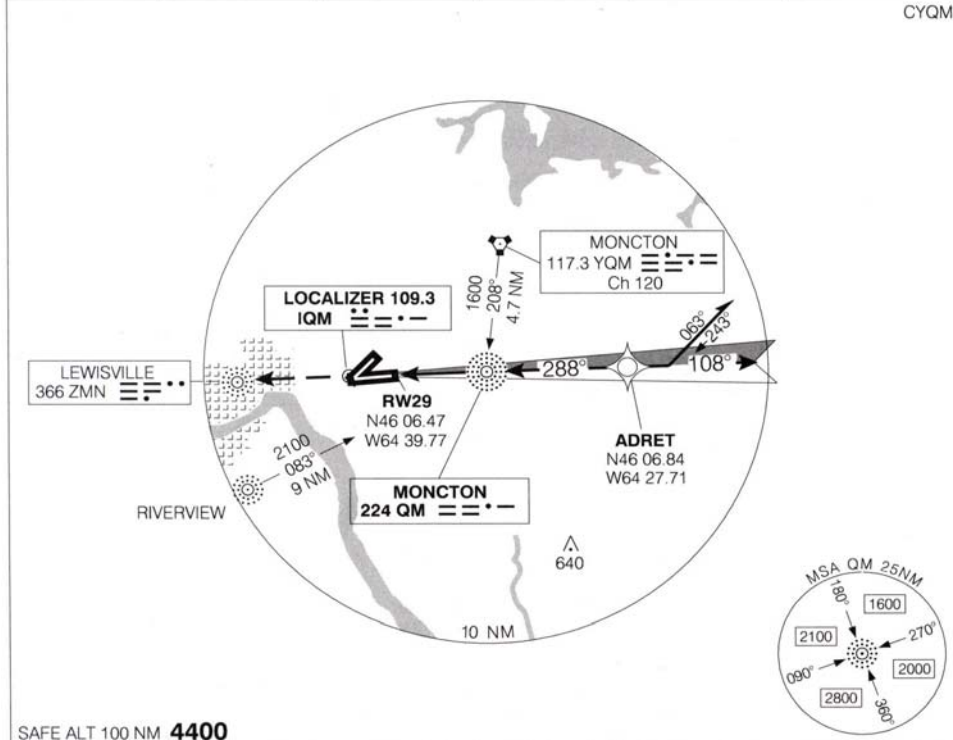 CYQM
MONCTON
117.3 YQM
Ch 120
1600
208°
4.7 NM
LOCALIZER 109.3
IQM
063°
243°
LEWISVILLE
366 ZMN
288°
108°
RW29
N46 06.47
W64 39.77
ADRET
N46 06.84
W64 27.71
2100
083°
9 NM
MONCTON
224 QM
RIVERVIEW
640
10 NM
MSA QM 25NM
180°
1600
270°
2100
090°
2000
2800
360°
SAFE ALT 100 NM 4400